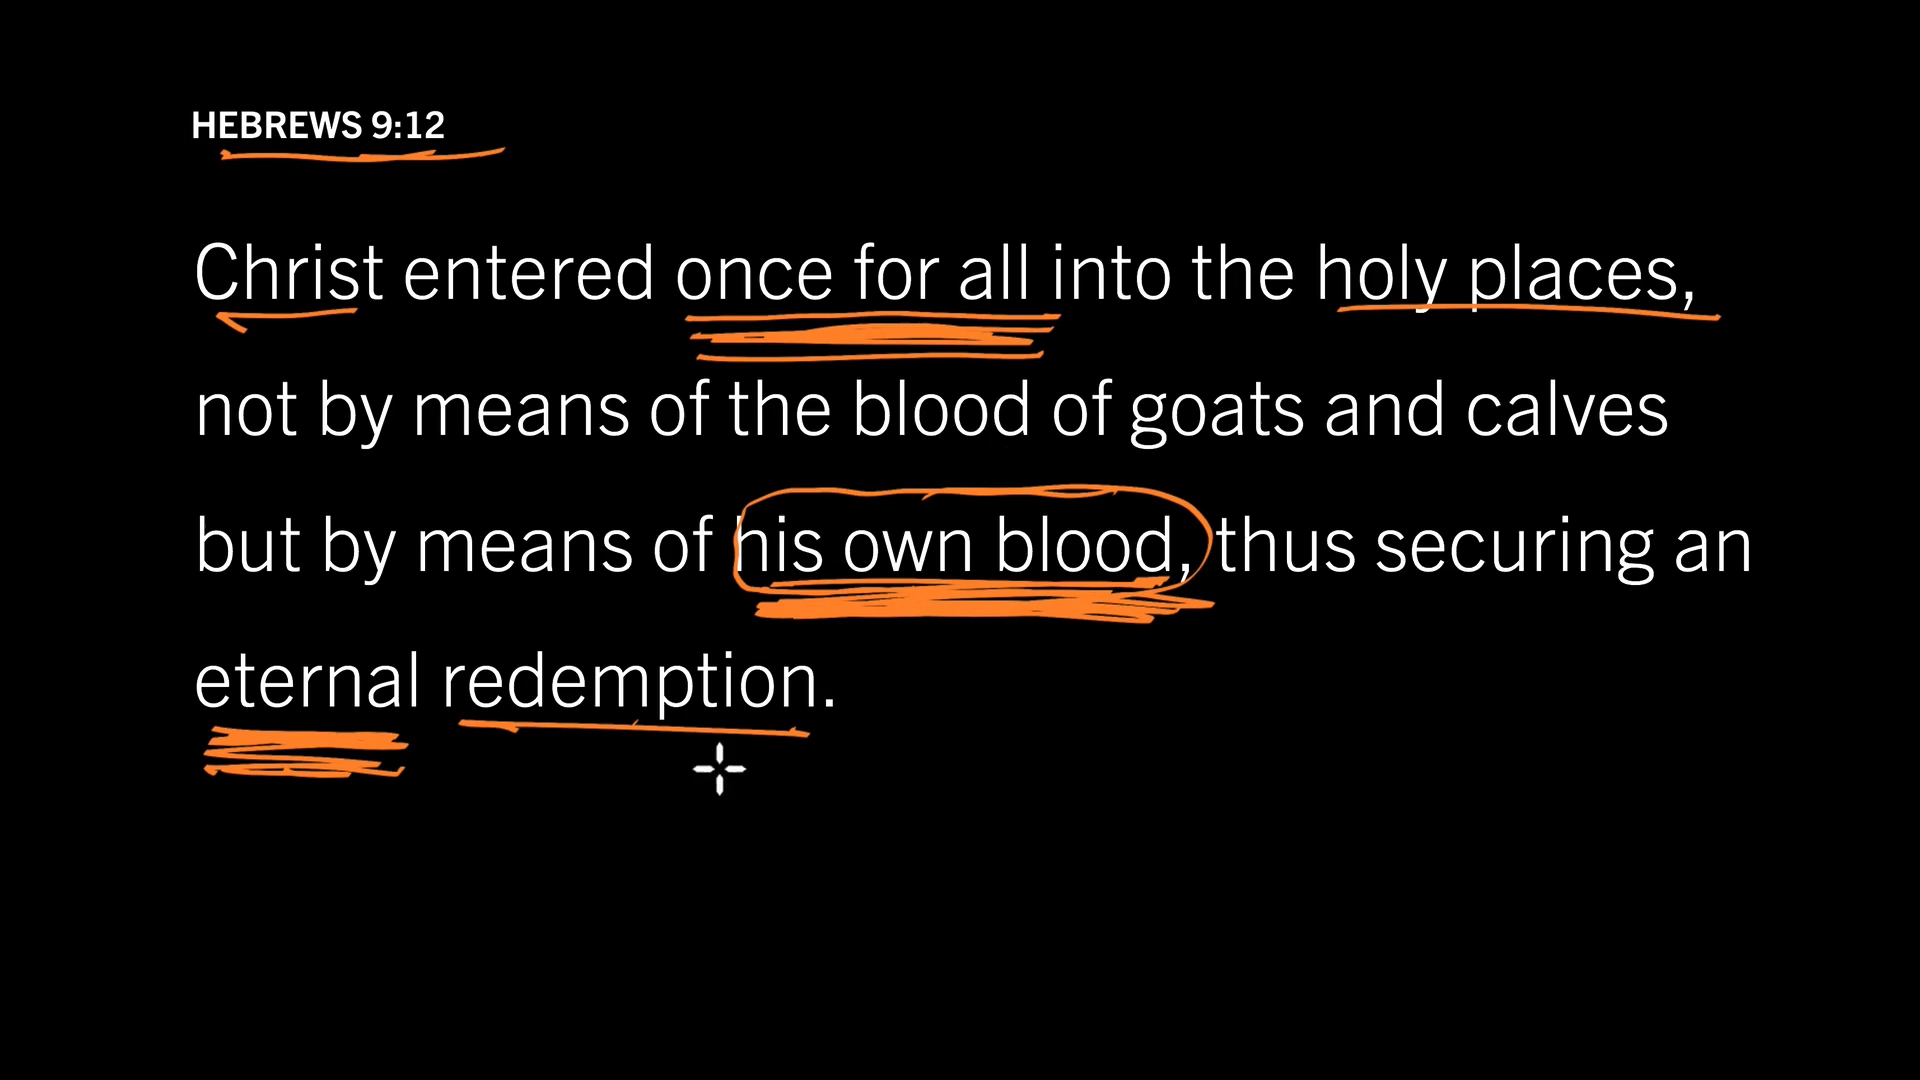 HEBREWS 9:12
Christ entered once for all into the holy places,
not by means of the blood of goats and calves
but by means of his own blood, thus securing an
eternal redemption.